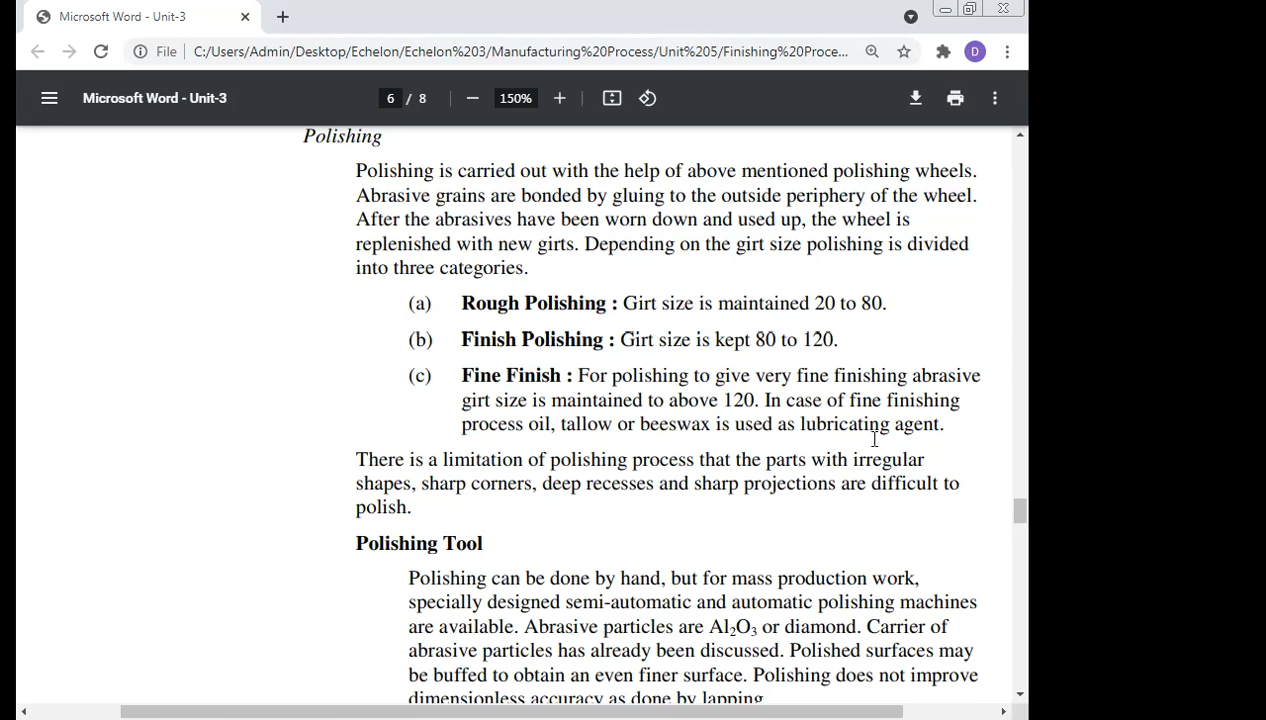 Microsoft Word - Unit-3
File
C:/Users/Admin/Desktop/Echelon/Echelon%203/Manufacturing%20Process/Unit%205/Finishing%20Proce...
D
Microsoft Word - Unit-3
6 / 8
150%
Polishing
Polishing is carried out with the help of above mentioned polishing wheels.
Abrasive grains are bonded by gluing to the outside periphery of the wheel.
After the abrasives have been worn down and used up, the wheel is
replenished with new girts. Depending on the girt size polishing is divided
into three categories.
(a) Rough Polishing : Girt size is maintained 20 to 80.
(b) Finish Polishing : Girt size is kept 80 to 120.
(c) Fine Finish : For polishing to give very fine finishing abrasive
girt size is maintained to above 120. In case of fine finishing
process oil, tallow or beeswax is used as lubricating agent.
There is a limitation of polishing process that the parts with irregular
shapes, sharp corners, deep recesses and sharp projections are difficult to
polish.
Polishing Tool
Polishing can be done by hand, but for mass production work,
specially designed semi-automatic and automatic polishing machines
are available. Abrasive particles are Al₂O₃ or diamond. Carrier of
abrasive particles has already been discussed. Polished surfaces may
be buffed to obtain an even finer surface. Polishing does not improve
dimensionless accuracy as done by lapping